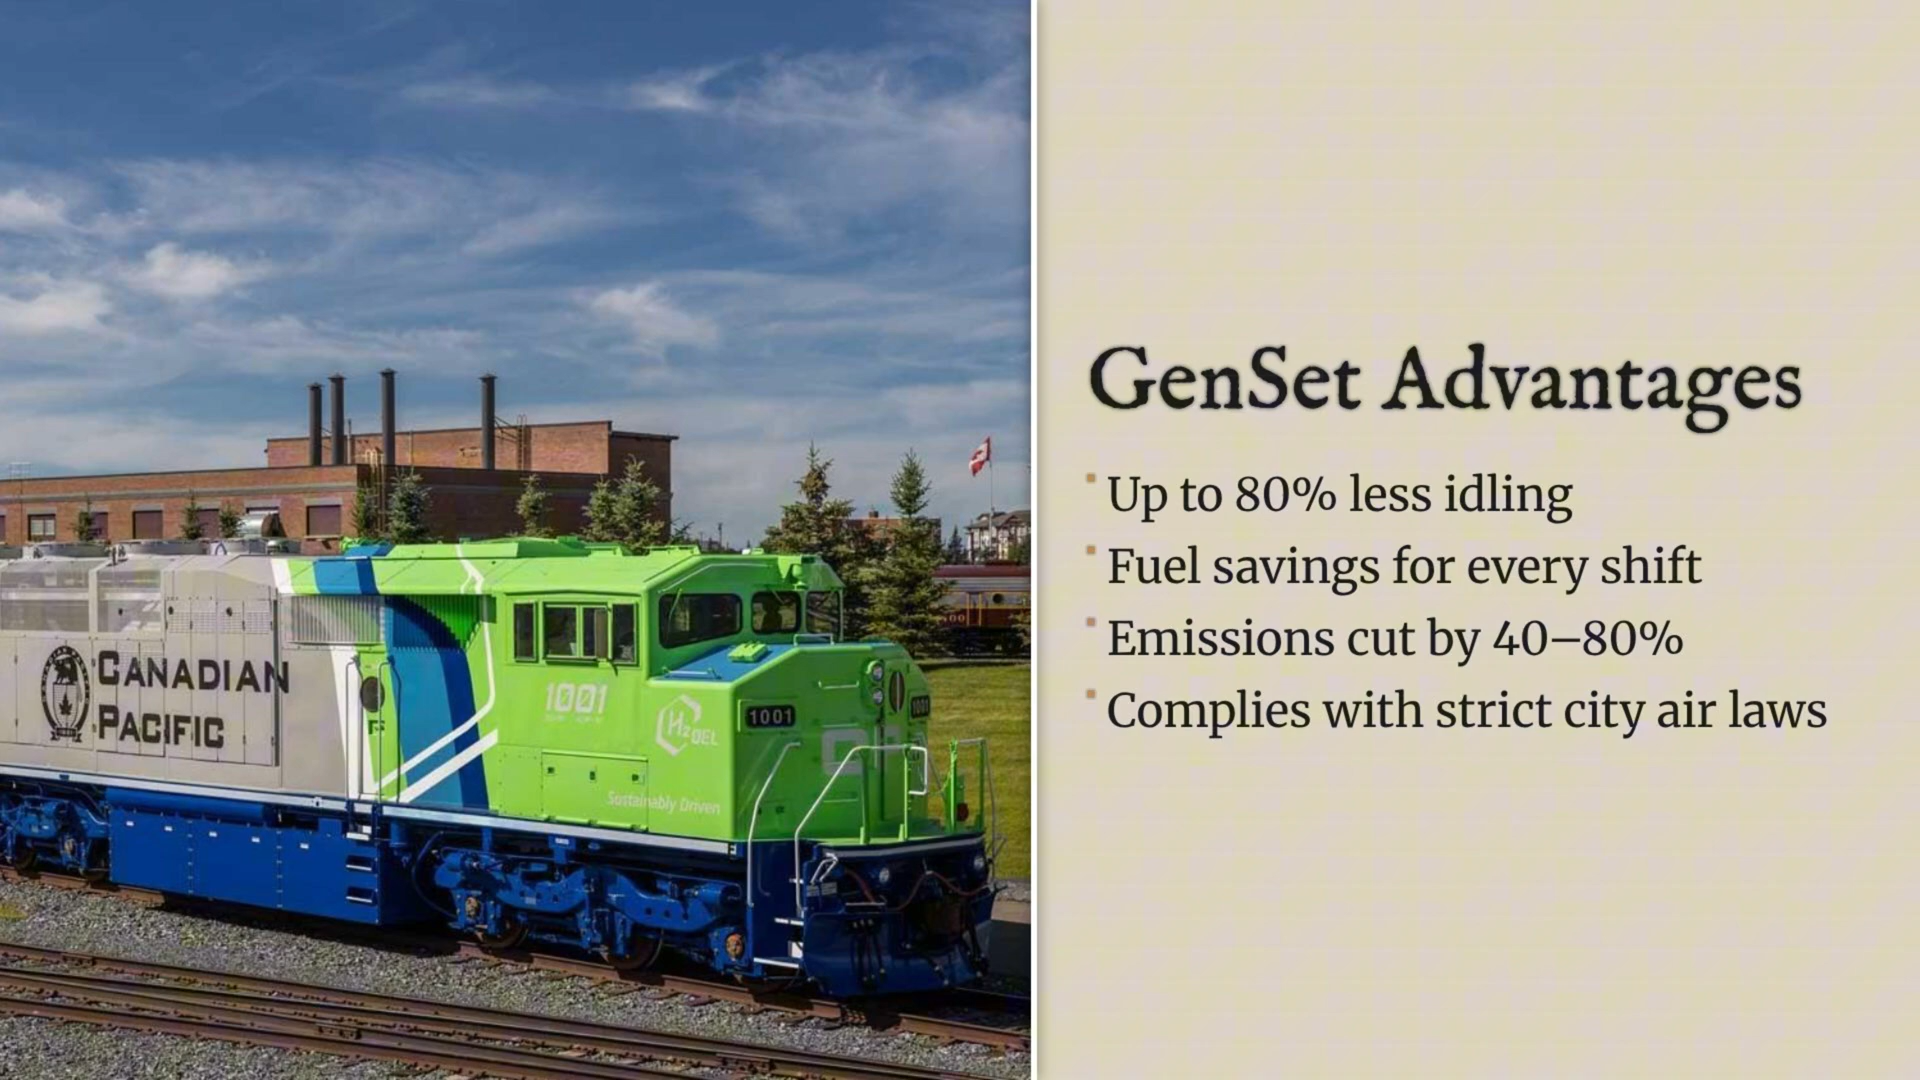 GenSet Advantages
Up to 80% less idling
Fuel savings for every shift
Emissions cut by 40–80%
Complies with strict city air laws
CANADIAN
PACIFIC
1001
H2OEL
1001
1001
Sustainably Driven